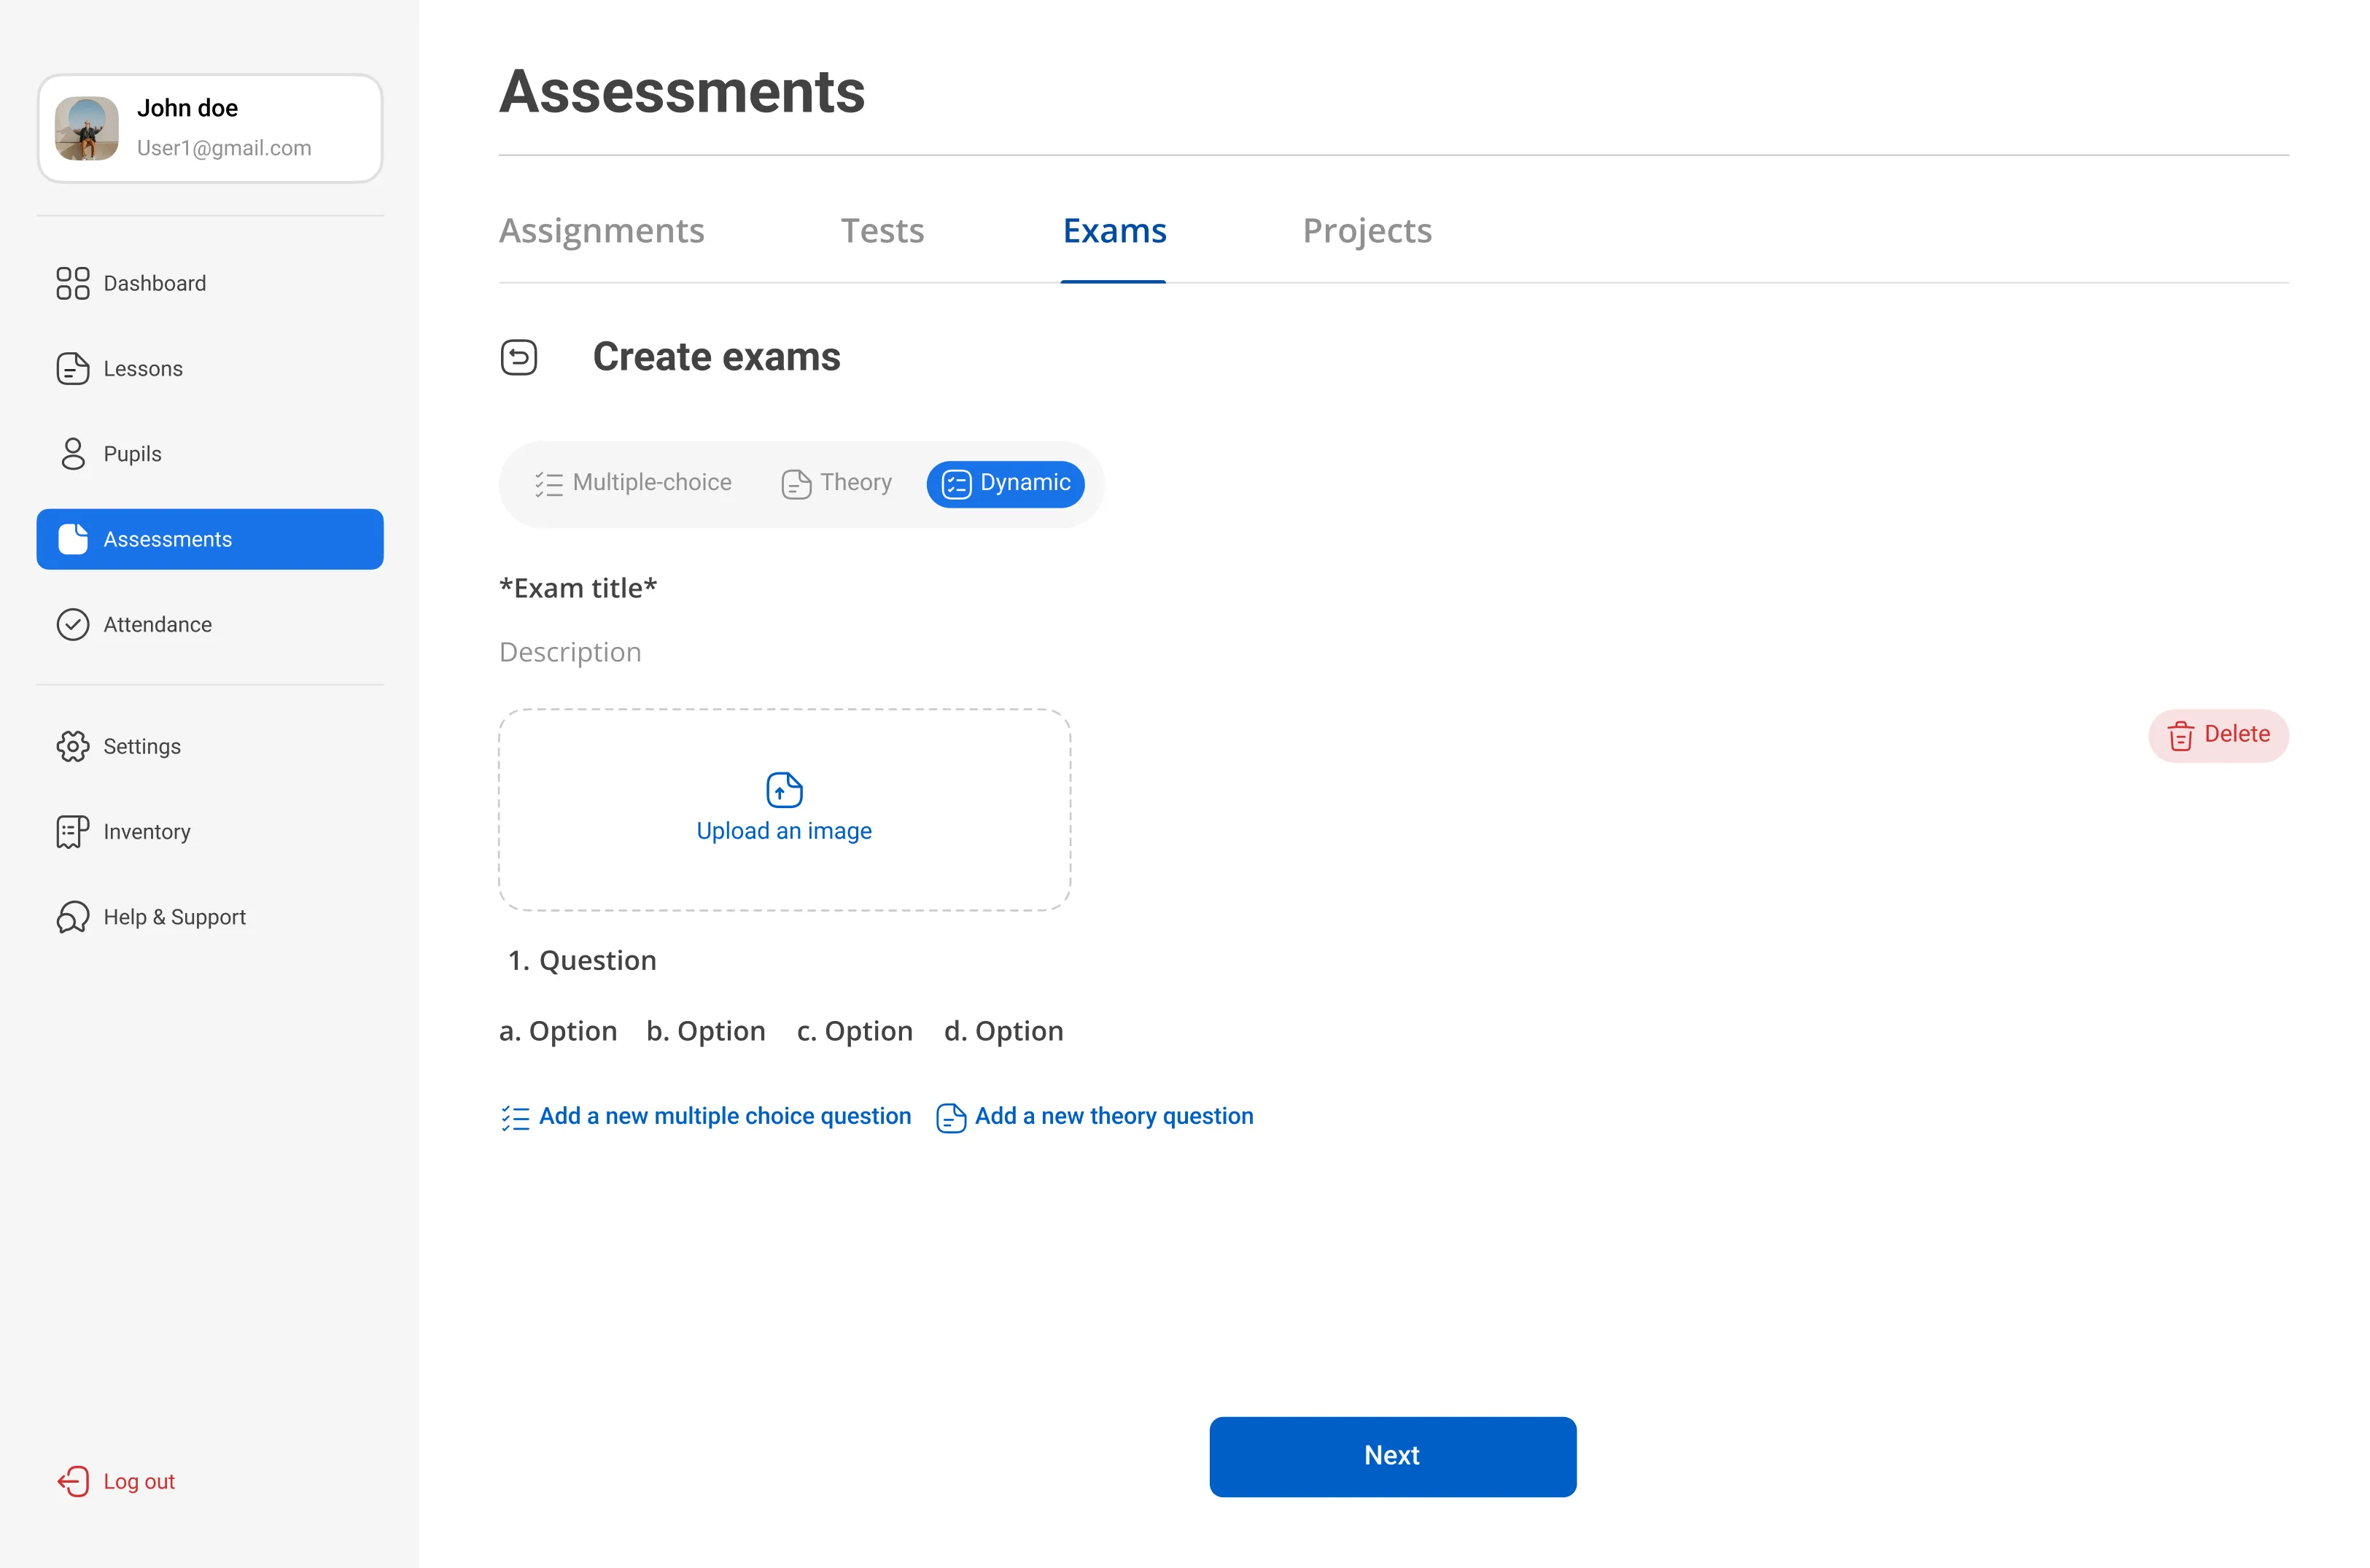 John doe
User1@gmail.com
Dashboard
Lessons
Pupils
Assessments
Attendance
Settings
Inventory
Help & Support
Log out
Assessments
Assignments Tests Exams Projects
Create exams
Multiple-choice Theory Dynamic
*Exam title*
Description
Delete
Upload an image
1. Question
a. Option b. Option c. Option d. Option
Add a new multiple choice question Add a new theory question
Next